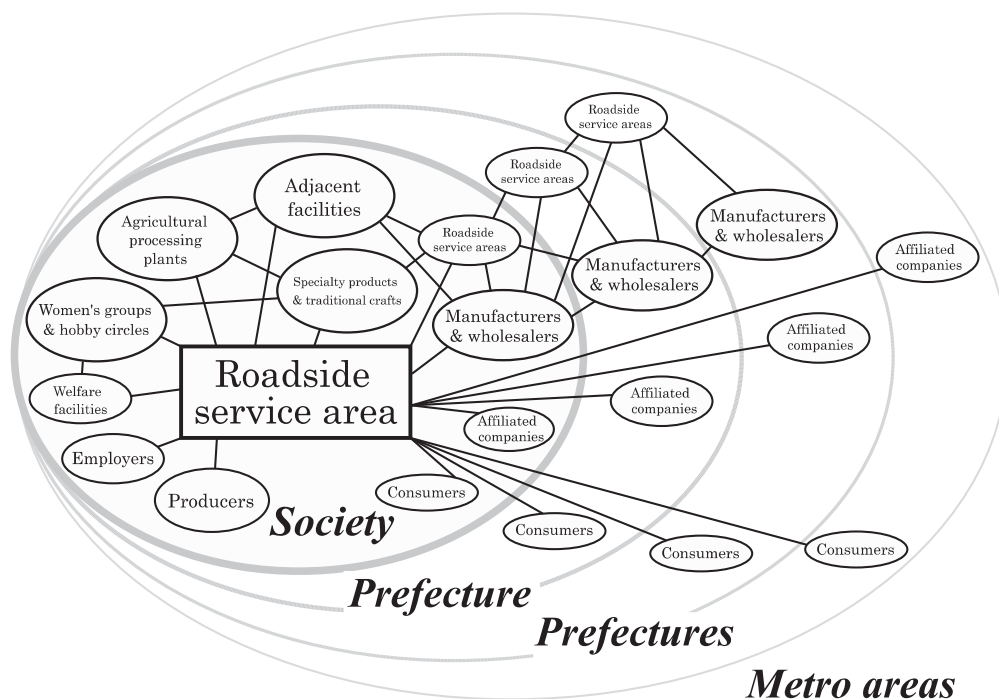 Roadside
service areas
Roadside
service areas
Adjacent
facilities
Agricultural
processing
plants
Roadside
service areas
Manufacturers
& wholesalers
Affiliated
companies
Specialty products
& traditional crafts
Manufacturers
& wholesalers
Women's groups
& hobby circles
Manufacturers
& wholesalers
Affiliated
companies
Roadside
service area
Welfare
facilities
Affiliated
companies
Affiliated
companies
Employers
Producers
Consumers
Society
Consumers
Consumers
Consumers
Prefecture
Prefectures
Metro areas